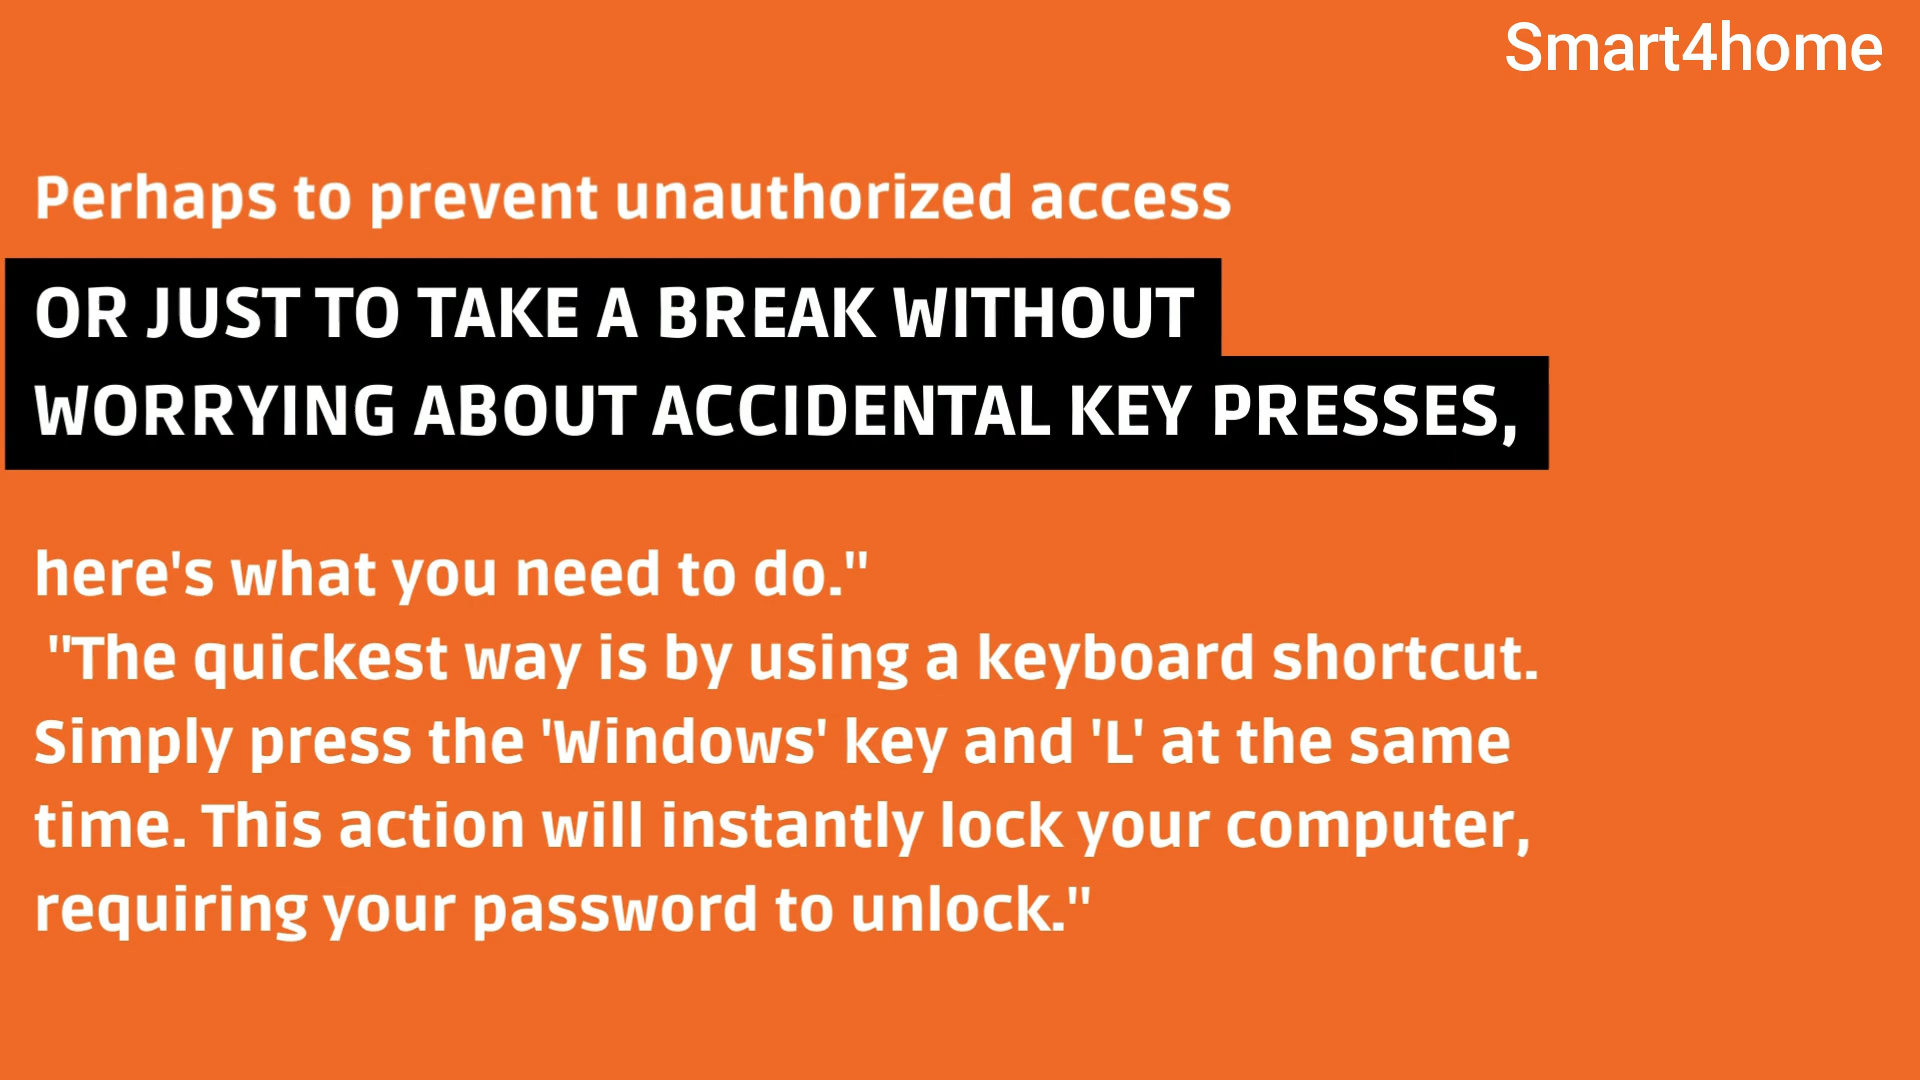 Smart4home
Perhaps to prevent unauthorized access
OR JUST TO TAKE A BREAK WITHOUT
WORRYING ABOUT ACCIDENTAL KEY PRESSES,
here's what you need to do."
"The quickest way is by using a keyboard shortcut.
Simply press the 'Windows' key and 'L' at the same
time. This action will instantly lock your computer,
requiring your password to unlock."